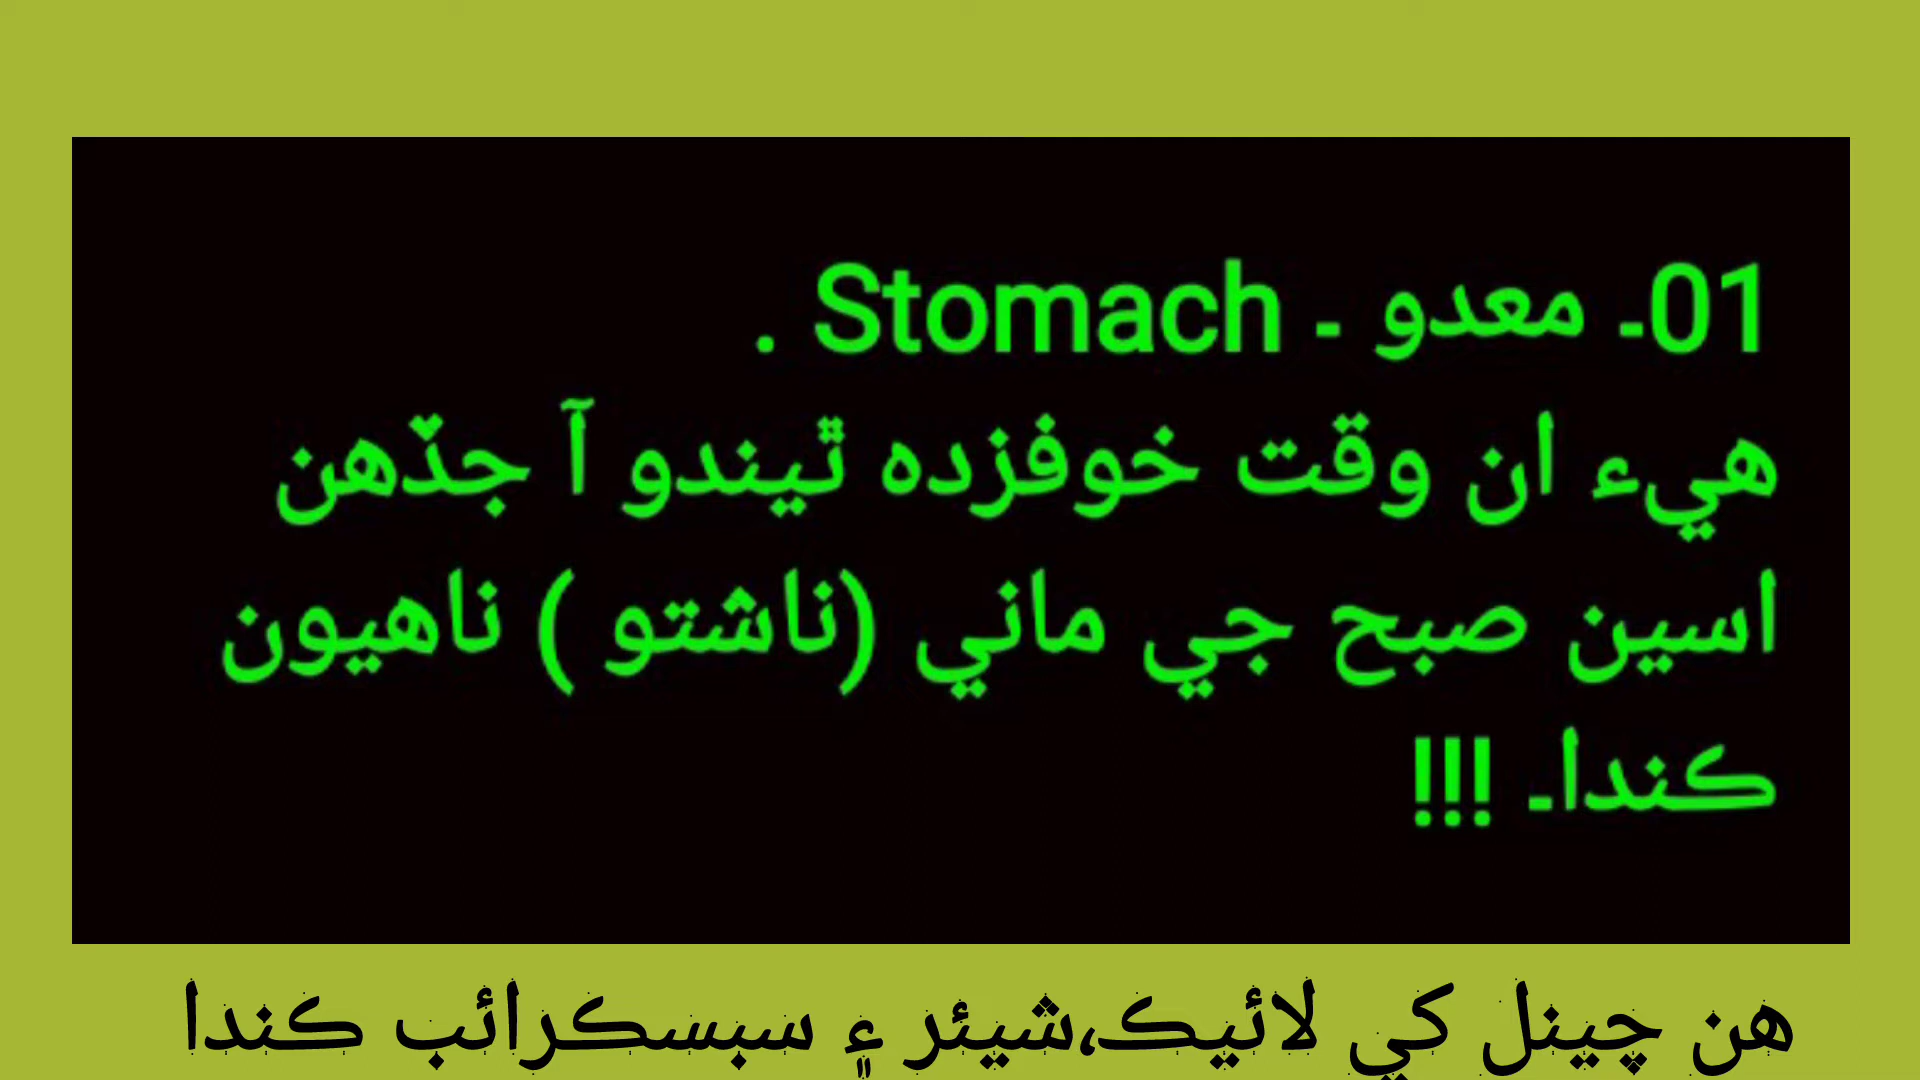 01۔ معدو ۔ Stomach .
هيء ان وقت خوفزده ٿيندو آ جڏهن
اسين صبح جي ماني (ناشتو ) ناهيون
ڪندا۔ !!!
هن چينل کي لائيڪ،شيئر ۽ سبسڪرائب ڪندا